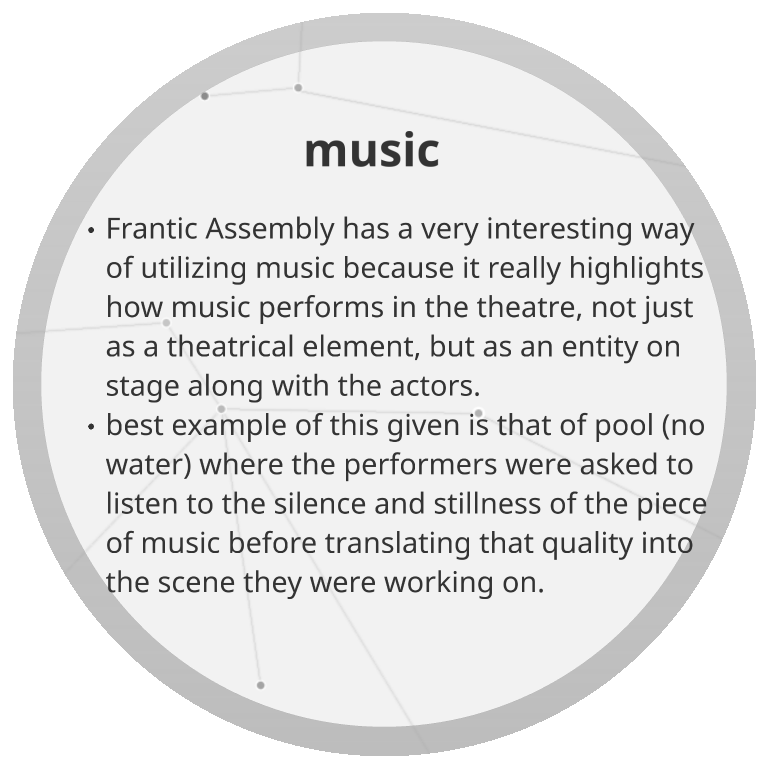 music
• Frantic Assembly has a very interesting way
of utilizing music because it really highlights
how music performs in the theatre, not just
as a theatrical element, but as an entity on
stage along with the actors.
• best example of this given is that of pool (no
water) where the performers were asked to
listen to the silence and stillness of the piece
of music before translating that quality into
the scene they were working on.